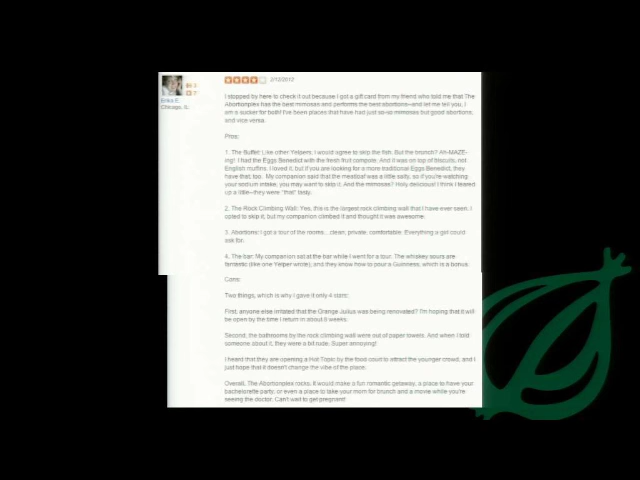 2/12/2012
Erika E.
Chicago, IL
I stopped by here to check it out because I got a gift card from my friend who told me that The
Abortionplex has the best mimosas and performs the best abortions--and let me tell you, I
am a sucker for both! I've been places that have had just so-so mimosas but good abortions,
and vice versa.
Pros:
1. The Buffet: Like other Yelpers, I would agree to skip the fish. But the brunch? Ah-MAZE-
ing! I had the Eggs Benedict with the fresh fruit compote. And it was on top of biscuits, not
English muffins. I loved it, but if you are looking for a more traditional Eggs Benedict, they
have that, too. My companion said that the meatloaf was a little salty, so if you're watching
your sodium intake, you may want to skip it. And the mimosas? Holy delicious! I think I teared
up a little--they were "that" tasty.
2. The Rock Climbing Wall: Yes, this is the largest rock climbing wall that I have ever seen. I
opted to skip it, but my companion climbed it and thought it was awesome.
3. Abortions: I got a tour of the rooms...clean, private, comfortable. Everything a girl could
ask for.
4. The bar: My companion sat at the bar while I went for a tour. The whiskey sours are
fantastic (like one Yelper wrote), and they know how to pour a Guinness, which is a bonus.
Cons:
Two things, which is why I gave it only 4 stars:
First, anyone else irritated that the Orange Julius was being renovated? I'm hoping that it will
be open by the time I return in about 8 weeks.
Second, the bathrooms by the rock climbing wall were out of paper towels. And when I told
someone about it, they were a bit rude. Super annoying!
I heard that they are opening a Hot Topic by the food court to attract the younger crowd, and I
just hope that it doesn't change the vibe of the place.
Overall, The Abortionplex rocks. It would make a fun romantic getaway, a place to have your
bachelorette party, or even a place to take your mom for brunch and a movie while you're
seeing the doctor. Can't wait to get pregnant!